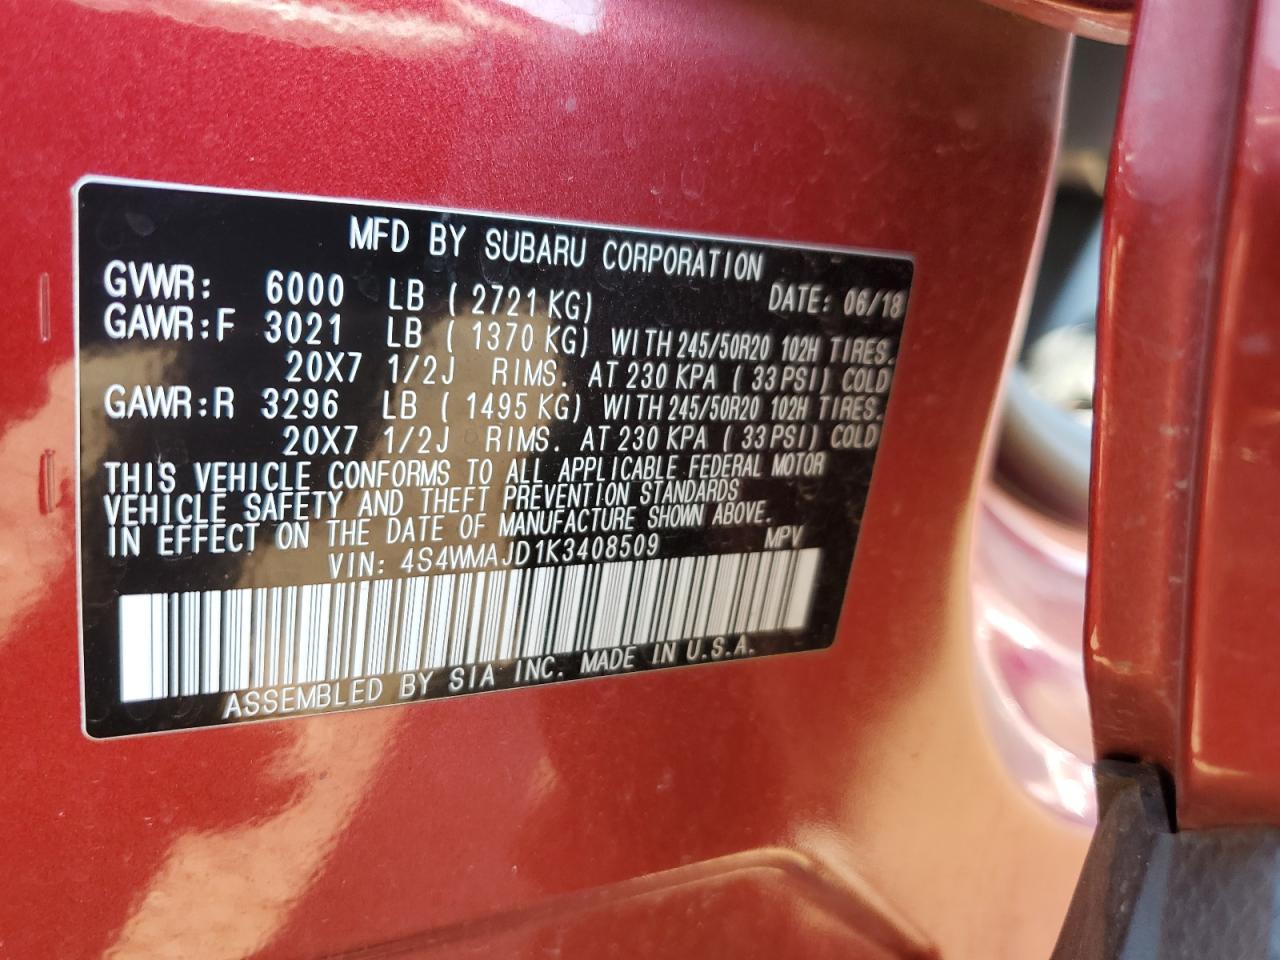 MFD BY SUBARU CORPORATION
GVWR: 6000 LB ( 2721 KG) DATE: 06/18
GAWR:F 3021 LB ( 1370 KG) WITH 245/50R20 102H TIRES.
20X7 1/2J RIMS. AT 230 KPA ( 33 PSI) COLD
GAWR:R 3296 LB ( 1495 KG) WITH 245/50R20 102H TIRES.
20X7 1/2J RIMS. AT 230 KPA ( 33 PSI) COLD
THIS VEHICLE CONFORMS TO ALL APPLICABLE FEDERAL MOTOR
VEHICLE SAFETY AND THEFT PREVENTION STANDARDS
IN EFFECT ON THE DATE OF MANUFACTURE SHOWN ABOVE.
VIN: 4S4WMAJD1K3408509 MPV
ASSEMBLED BY SIA INC. MADE IN U.S.A.